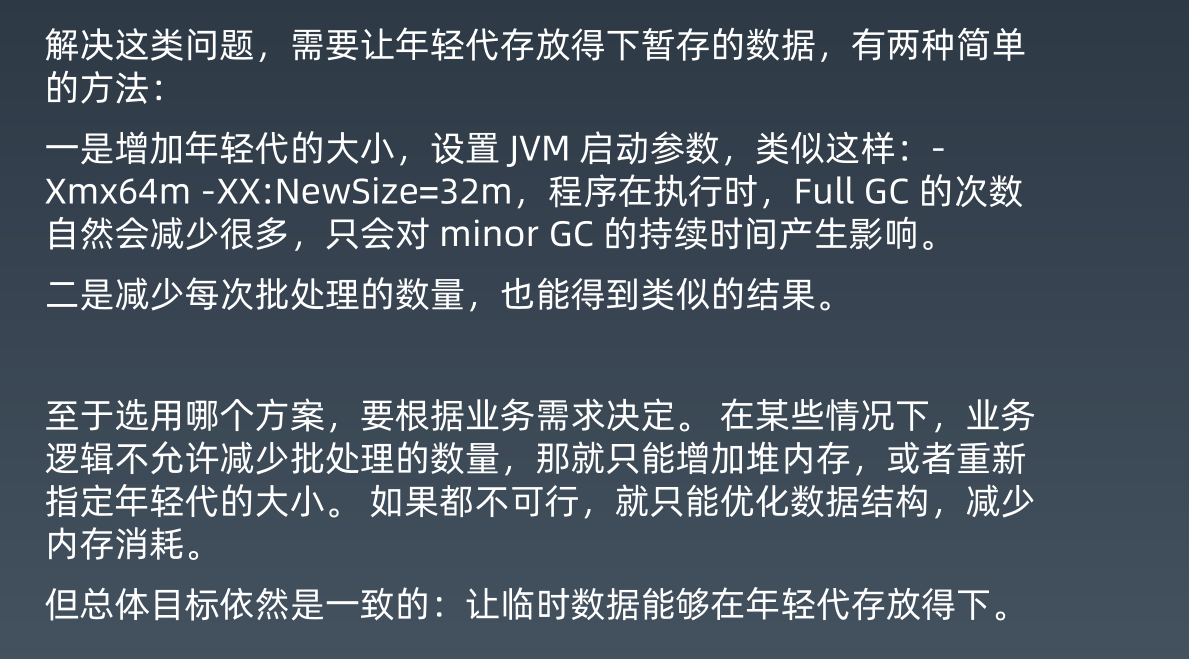 解决这类问题，需要让年轻代存放得下暂存的数据，有两种简单
的方法：
一是增加年轻代的大小，设置 JVM 启动参数，类似这样：-
Xmx64m -XX:NewSize=32m，程序在执行时，Full GC 的次数
自然会减少很多，只会对 minor GC 的持续时间产生影响。
二是减少每次批处理的数量，也能得到类似的结果。
至于选用哪个方案，要根据业务需求决定。 在某些情况下，业务
逻辑不允许减少批处理的数量，那就只能增加堆内存，或者重新
指定年轻代的大小。 如果都不可行，就只能优化数据结构，减少
内存消耗。
但总体目标依然是一致的：让临时数据能够在年轻代存放得下。